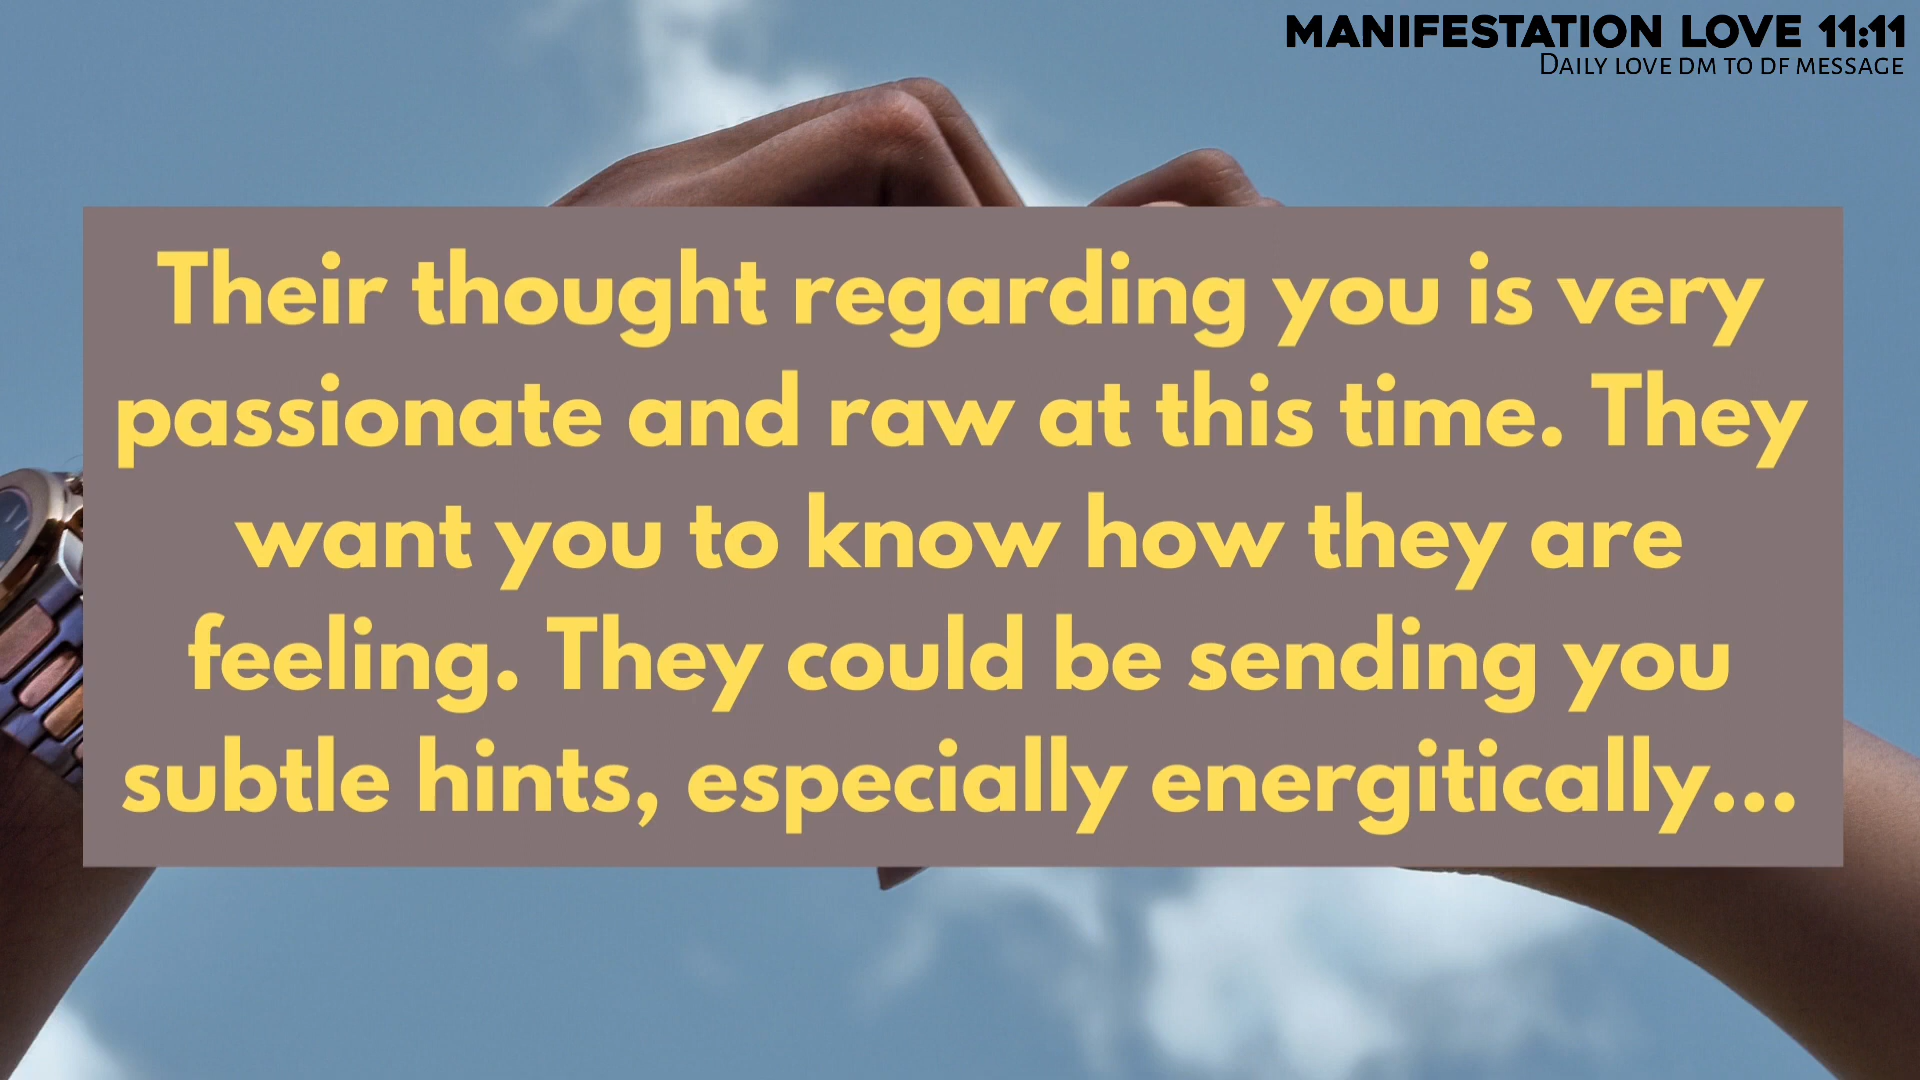 MANIFESTATION LOVE 11:11
DAILY LOVE DM TO DF MESSAGE
Their thought regarding you is very
passionate and raw at this time. They
want you to know how they are
feeling. They could be sending you
subtle hints, especially energitically...